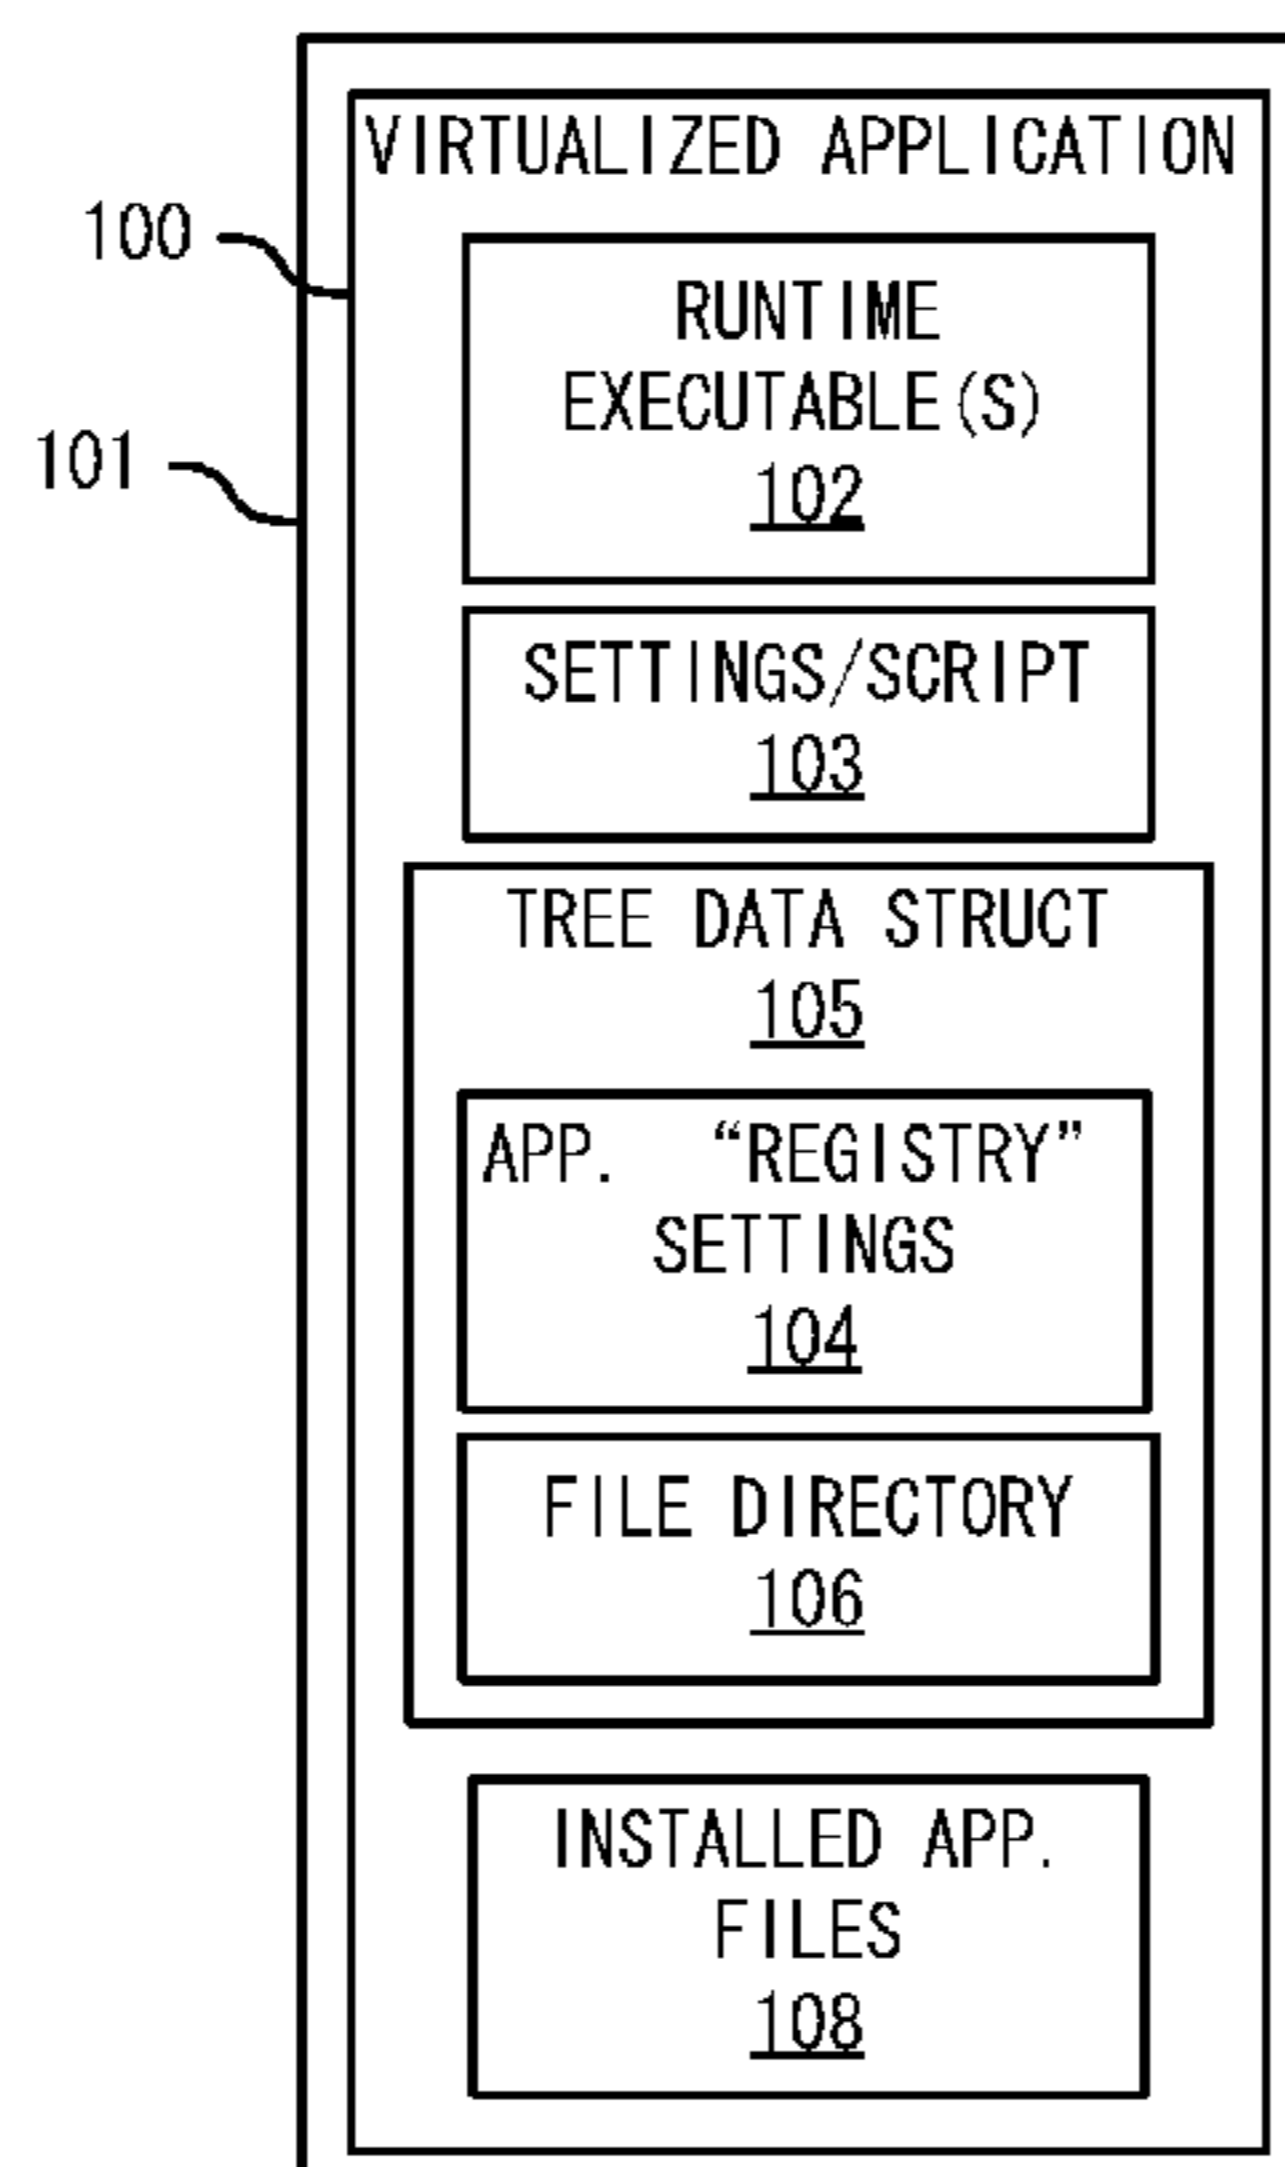 VIRTUALIZED APPLICATION
100
RUNTIME
EXECUTABLE(S)
102
101
SETTINGS/SCRIPT
103
TREE DATA STRUCT
105
APP. “REGISTRY”
SETTINGS
104
FILE DIRECTORY
106
INSTALLED APP.
FILES
108